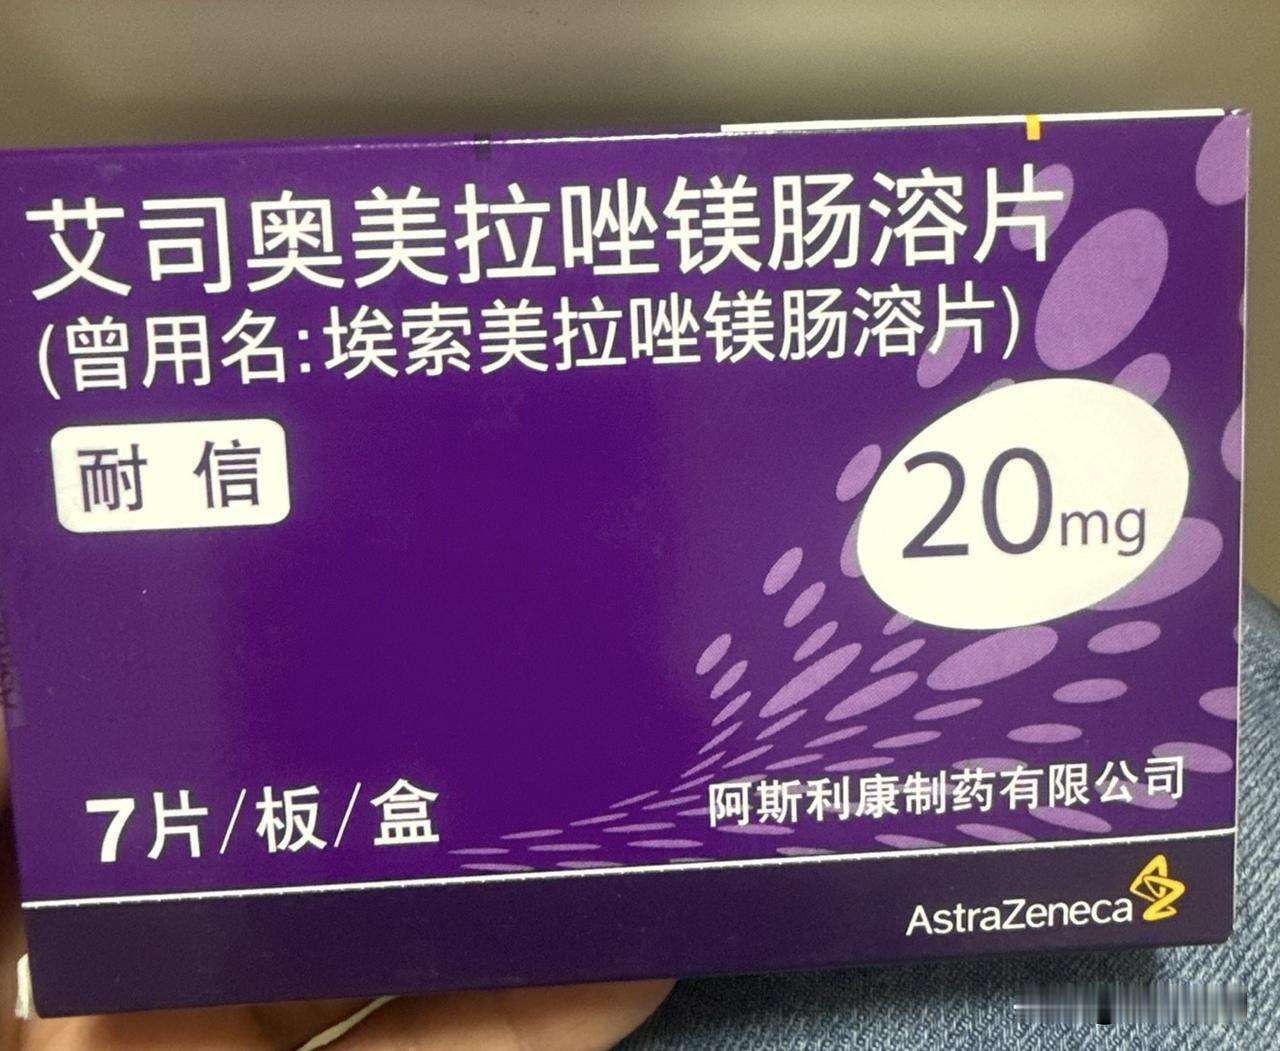 艾司奥美拉唑镁肠溶片
(曾用名:埃索美拉唑镁肠溶片)
耐 信
20mg
7片/板/盒
阿斯利康制药有限公司
AstraZeneca